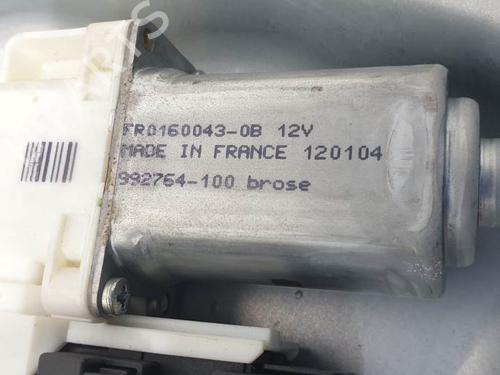 FR0160043-0B 12V
MADE IN FRANCE 120104
992764-100 brose